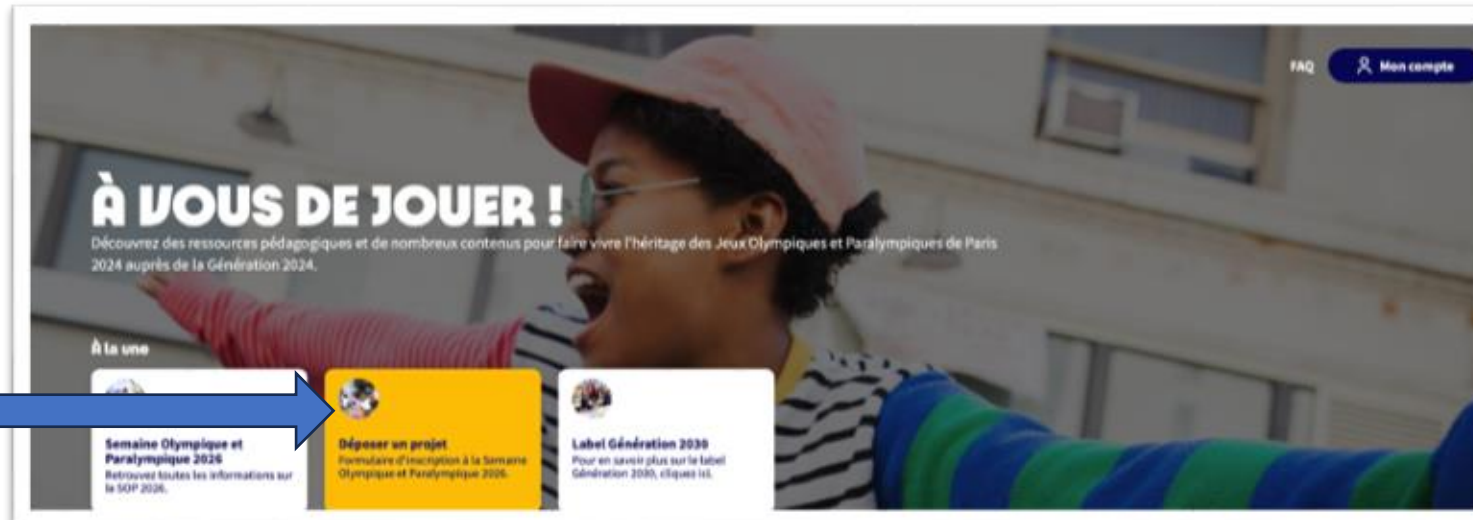 FAQ
Mon compte
À VOUS DE JOUER !
Découvrez des ressources pédagogiques et de nombreux contenus pour faire vivre l'héritage des Jeux Olympiques et Paralympiques de Paris
2024 auprès de la Génération 2024.
À la une
Semaine Olympique et
Paralympique 2026
Retrouvez toutes les informations sur
la SOP 2026.
Déposer un projet
Formulaire d'inscription à la Semaine
Olympique et Paralympique 2026.
Label Génération 2030
Pour en savoir plus sur le label
Génération 2030, cliquez ici.